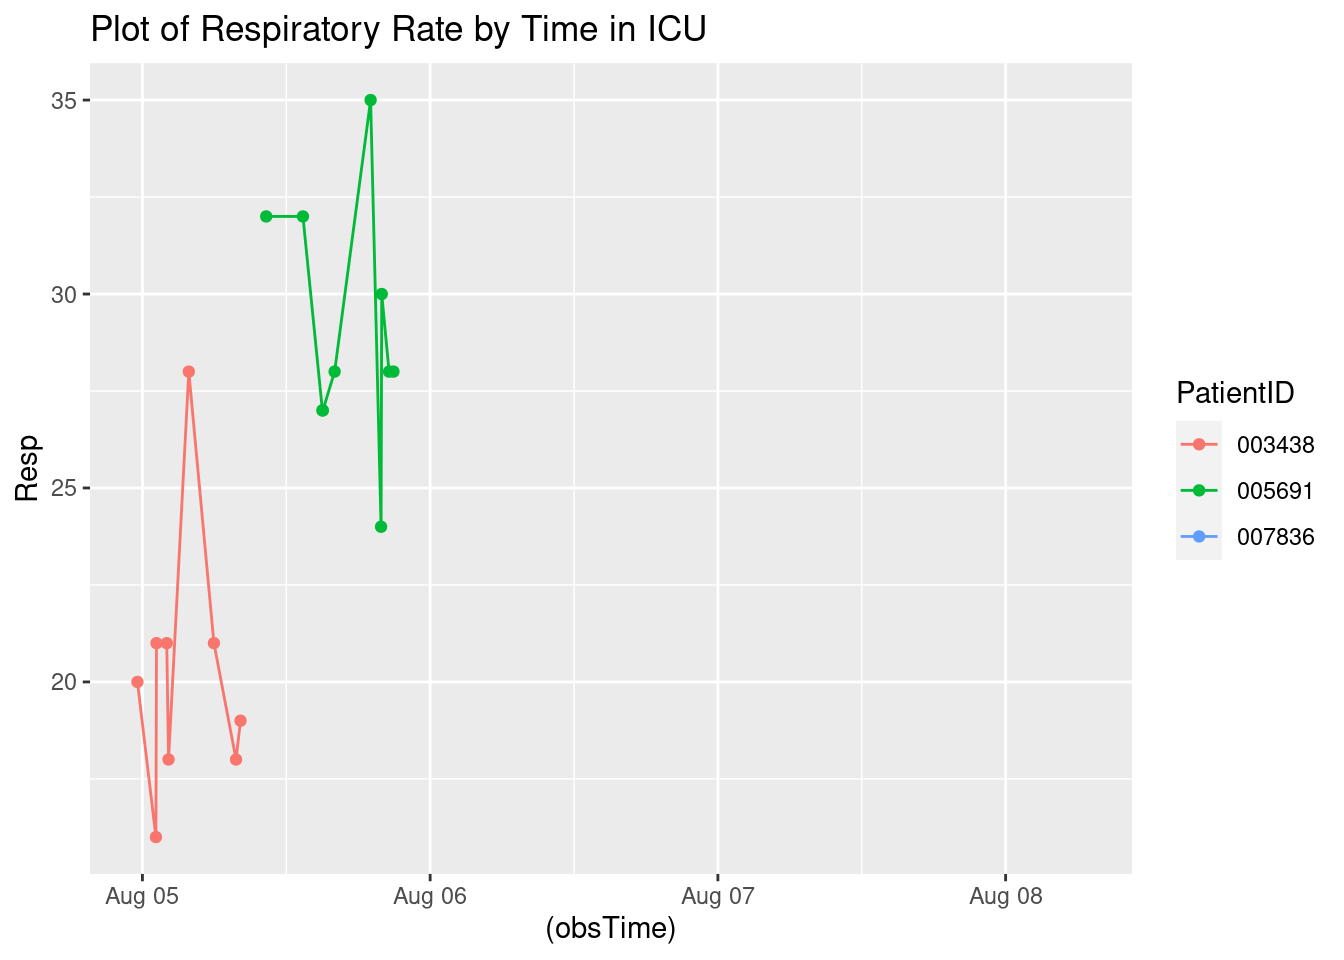 Plot of Respiratory Rate by Time in ICU
35
30
25
20
Resp
Aug 05 Aug 06 Aug 07 Aug 08
(obsTime)
PatientID
003438
005691
007836